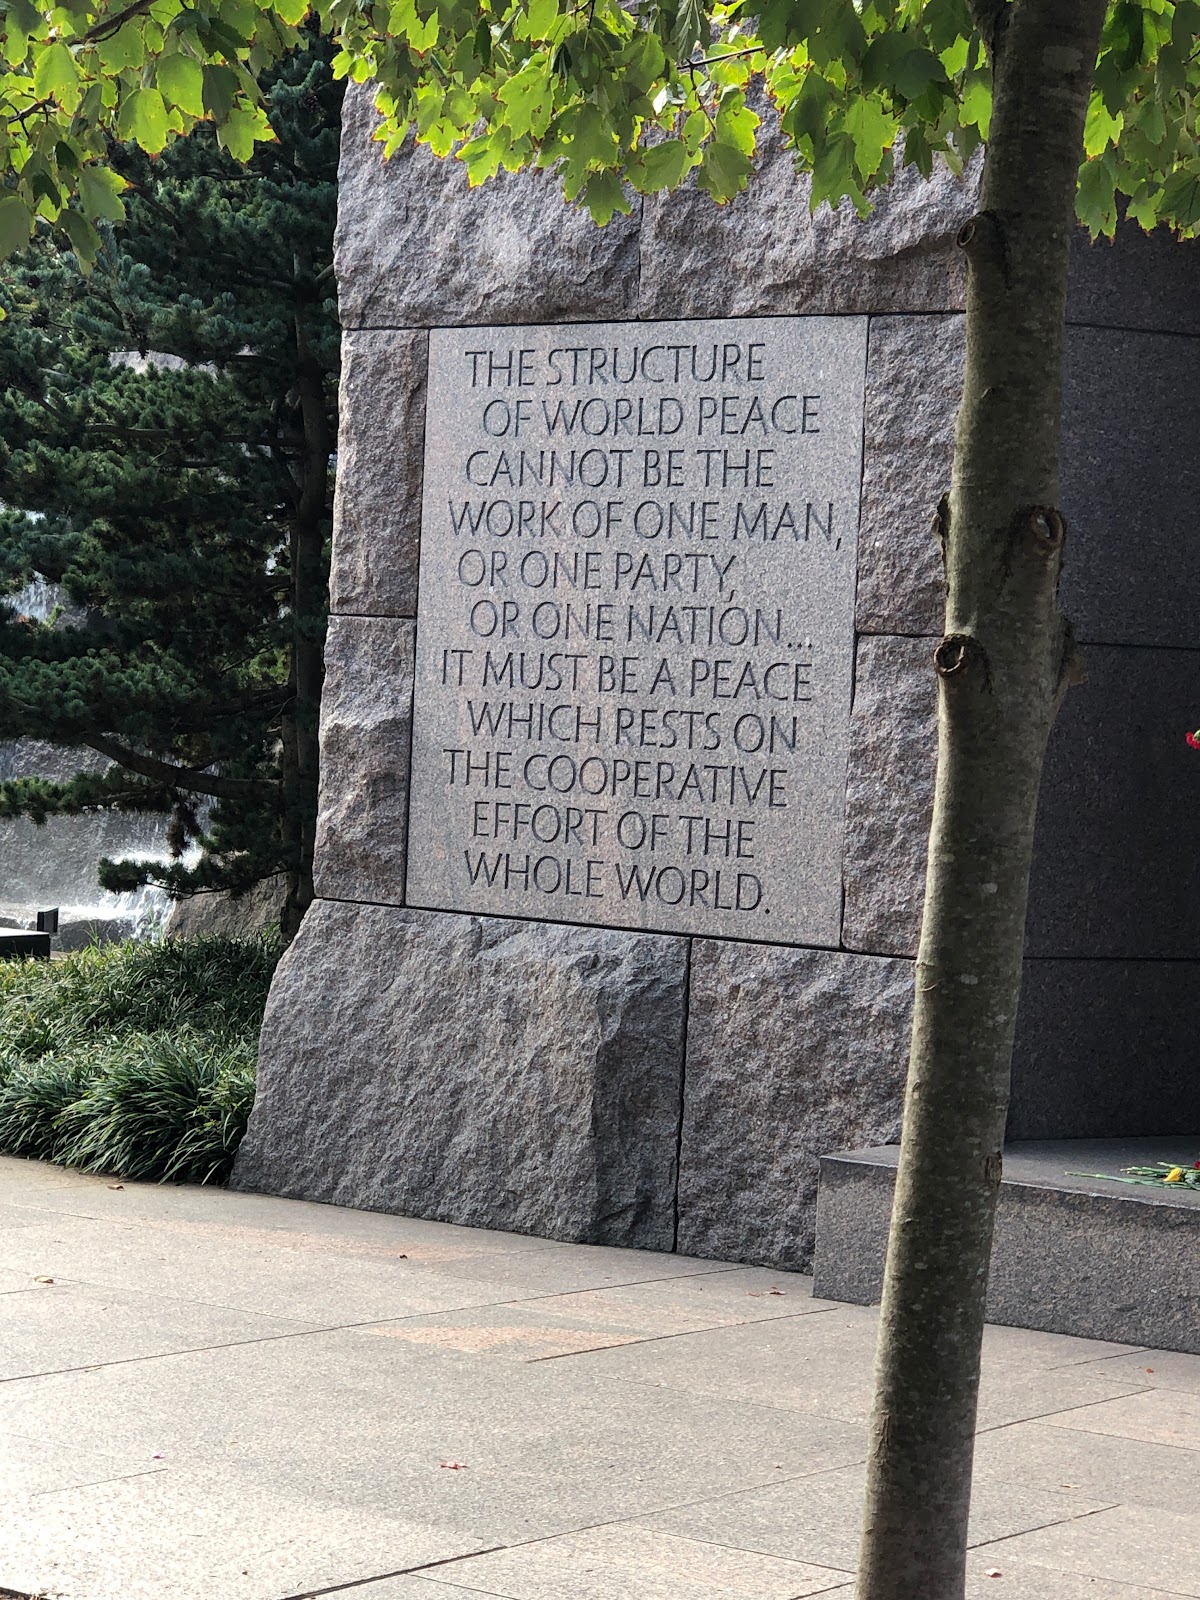 THE STRUCTURE
OF WORLD PEACE
CANNOT BE THE
WORK OF ONE MAN,
OR ONE PARTY,
OR ONE NATION...
IT MUST BE A PEACE
WHICH RESTS ON
THE COOPERATIVE
EFFORT OF THE
WHOLE WORLD.